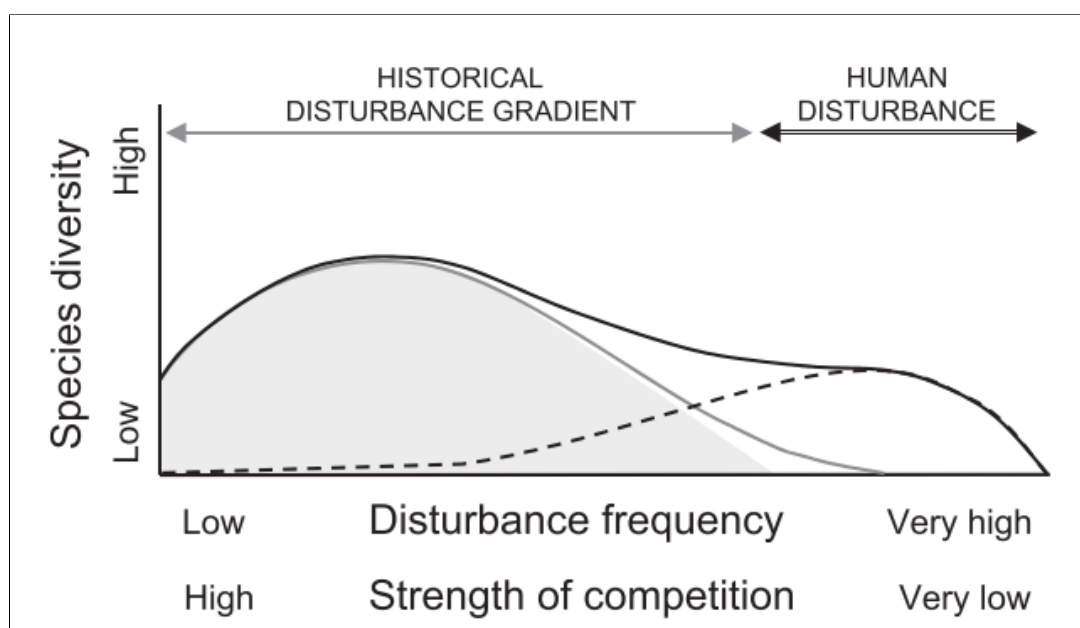 HISTORICAL
DISTURBANCE GRADIENT
HUMAN
DISTURBANCE
Species diversity
High
Low
Low
Disturbance frequency
Very high
High
Strength of competition
Very low